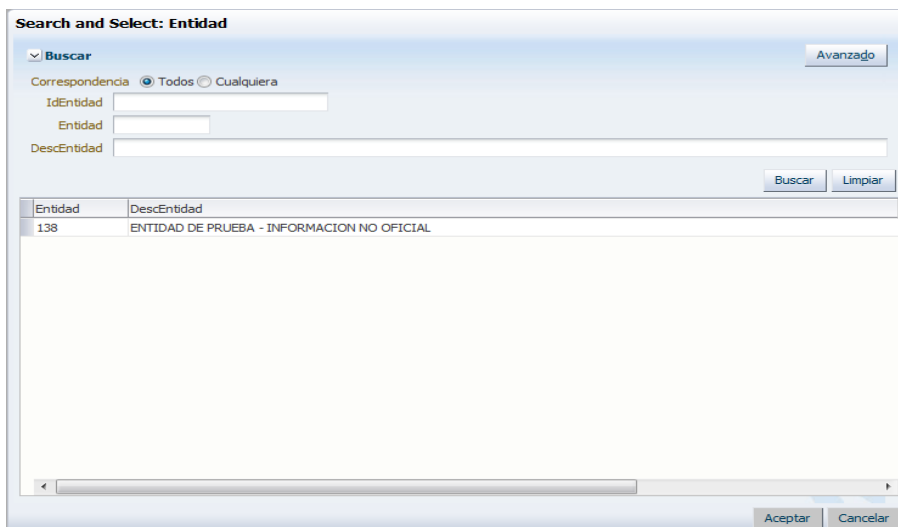 Search and Select: Entidad
Buscar
Avanzado
Correspondencia Todos Cualquiera
IdEntidad
Entidad
DescEntidad
Buscar Limpiar
Entidad DescEntidad
138 ENTIDAD DE PRUEBA - INFORMACION NO OFICIAL
Aceptar Cancelar